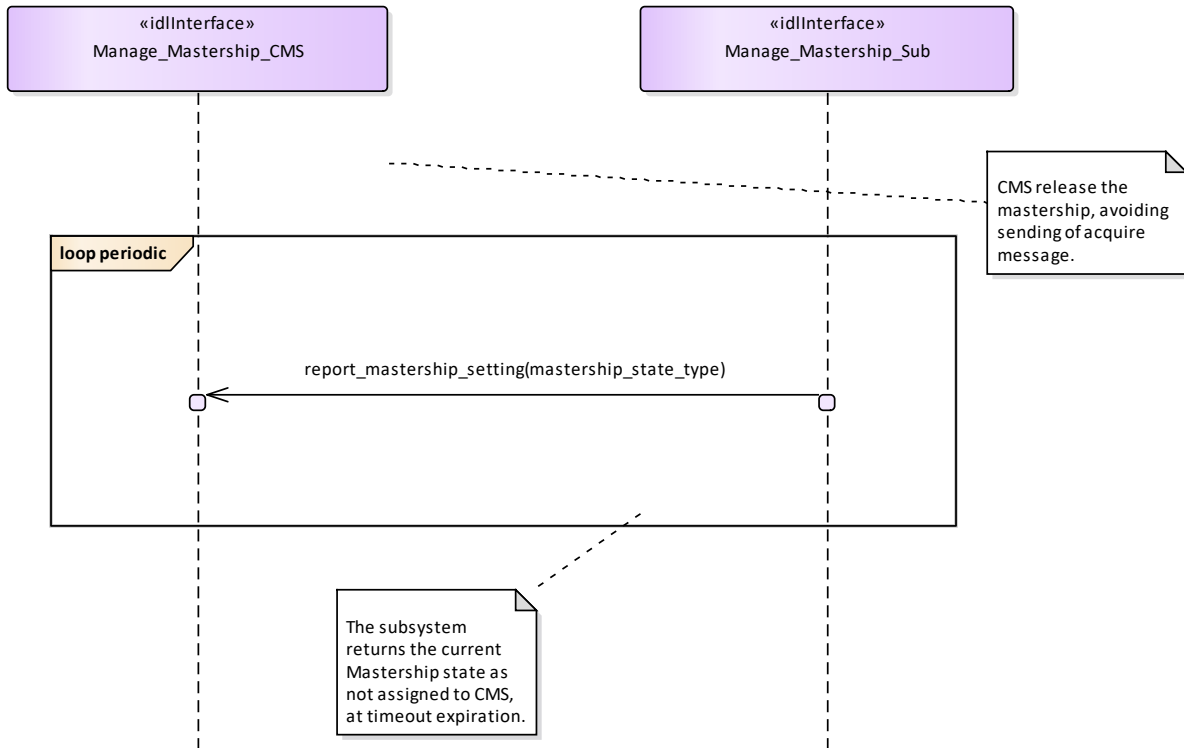 «idlInterface»
Manage_Mastership_CMS
«idlInterface»
Manage_Mastership_Sub
CMS release the
mastership, avoiding
sending of acquire
message.
loop periodic
report_mastership_setting(mastership_state_type)
The subsystem
returns the current
Mastership state as
not assigned to CMS,
at timeout expiration.